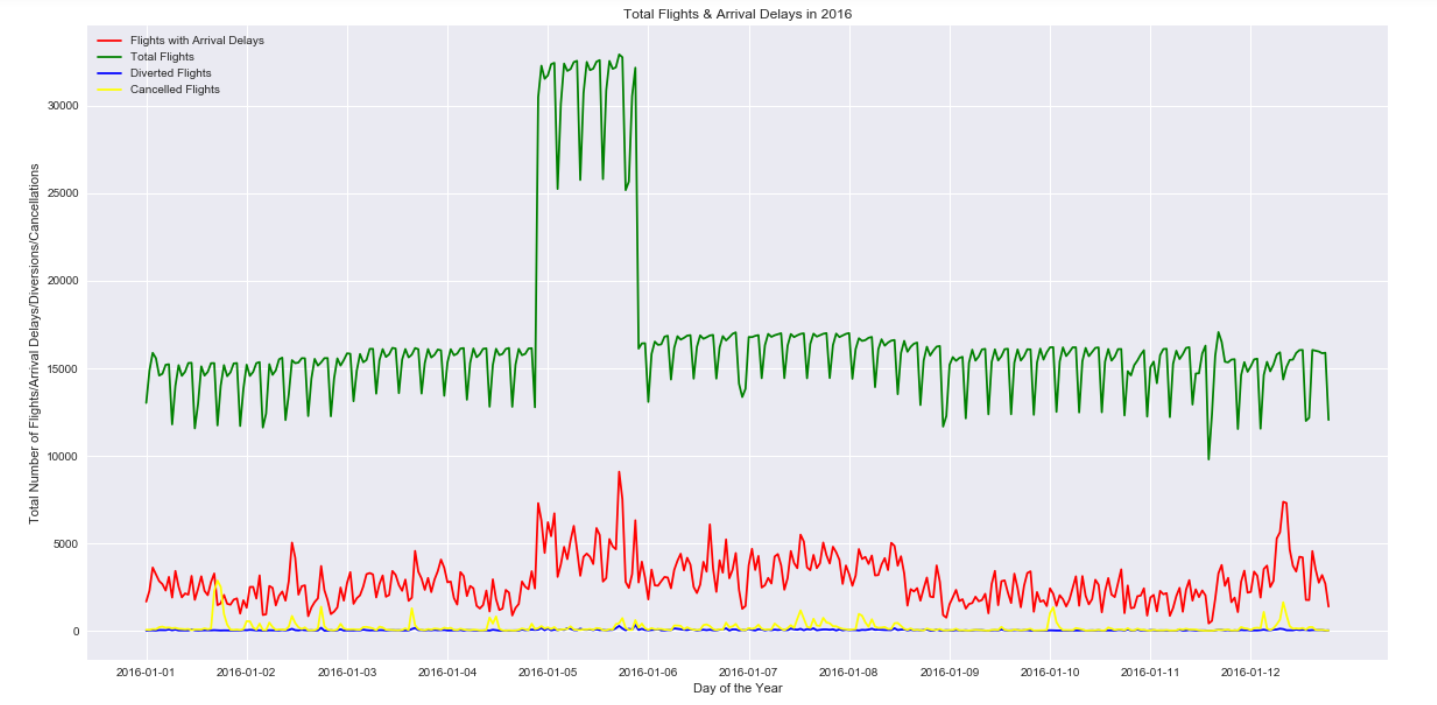 Total Flights & Arrival Delays in 2016
Flights with Arrival Delays
Total Flights
Diverted Flights
Cancelled Flights
Total Number of Flights/Arrival Delays/Diversions/Cancellations
30000
25000
20000
15000
10000
5000
0
2016-01-01 2016-01-02 2016-01-03 2016-01-04 2016-01-05 2016-01-06 2016-01-07 2016-01-08 2016-01-09 2016-01-10 2016-01-11 2016-01-12
Day of the Year